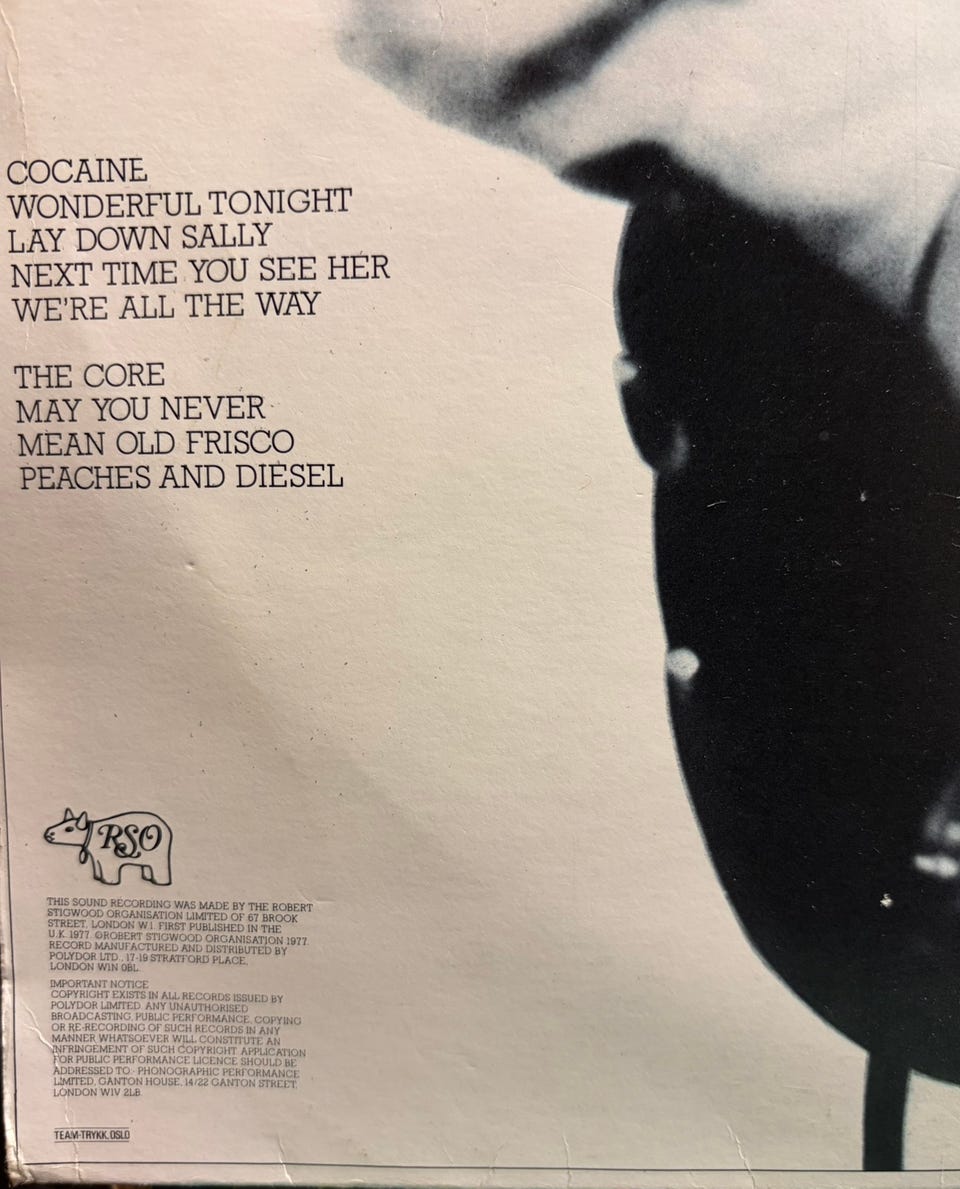 COCAINE
WONDERFUL TONIGHT
LAY DOWN SALLY
NEXT TIME YOU SEE HER
WE'RE ALL THE WAY
THE CORE
MAY YOU NEVER
MEAN OLD FRISCO
PEACHES AND DIESEL
RSO
THIS SOUND RECORDING WAS MADE BY THE ROBERT
STIGWOOD ORGANISATION LIMITED OF 67 BROOK
STREET, LONDON W.1. FIRST PUBLISHED IN THE
U.K. 1977. ℗ROBERT STIGWOOD ORGANISATION 1977.
RECORD MANUFACTURED AND DISTRIBUTED BY
POLYDOR LTD., 17-19 STRATFORD PLACE,
LONDON W1N 0BL.
IMPORTANT NOTICE
COPYRIGHT EXISTS IN ALL RECORDS ISSUED BY
POLYDOR LIMITED. ANY UNAUTHORISED
BROADCASTING, PUBLIC PERFORMANCE, COPYING
OR RE-RECORDING OF SUCH RECORDS IN ANY
MANNER WHATSOEVER WILL CONSTITUTE AN
INFRINGEMENT OF SUCH COPYRIGHT APPLICATION
FOR PUBLIC PERFORMANCE LICENCE SHOULD BE
ADDRESSED TO:- PHONOGRAPHIC PERFORMANCE
LIMITED, GANTON HOUSE, 14/22 GANTON STREET,
LONDON W1V 2LB.
TEAM-TRYKK, OSLO